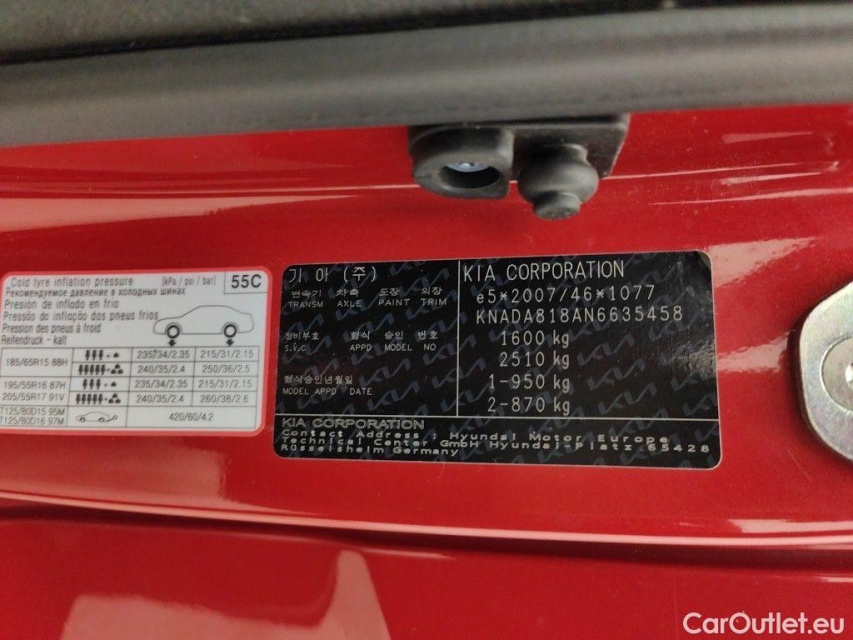 Cold tyre inflation pressure [kPa / psi / bar] 55C
Рекомендуемое давление в холодных шинах
Presión de inflado en frio
Pressão de inflação dos pneus frios
Pression des pneus à froid
Reifendruck - kalt
185/65R15 88H 235/34/2.35 215/31/2.15
240/35/2.4 250/36/2.5
195/55R16 87H 235/34/2.35 215/31/2.15
205/55R17 91V 240/35/2.4 260/38/2.6
T125/80D15 95M 420/60/4.2
T125/80D16 97M
기 아 (주)
변속기 차축 도장 의장
TRANSM AXLE PAINT TRIM
정비부호 형식 승인 번호
S.V.C APPD MODEL NO
형식승인년월일
MODEL APPD DATE
KIA CORPORATION
e5*2007/46*1077
KNADA818AN6635458
1600 kg
2510 kg
1-950 kg
2-870 kg
KIA CORPORATION
Contact Address : Hyundai Motor Europe
Technical Center GmbH Hyundai Platz 65428
Rüsselsheim Germany
CarOutlet.eu